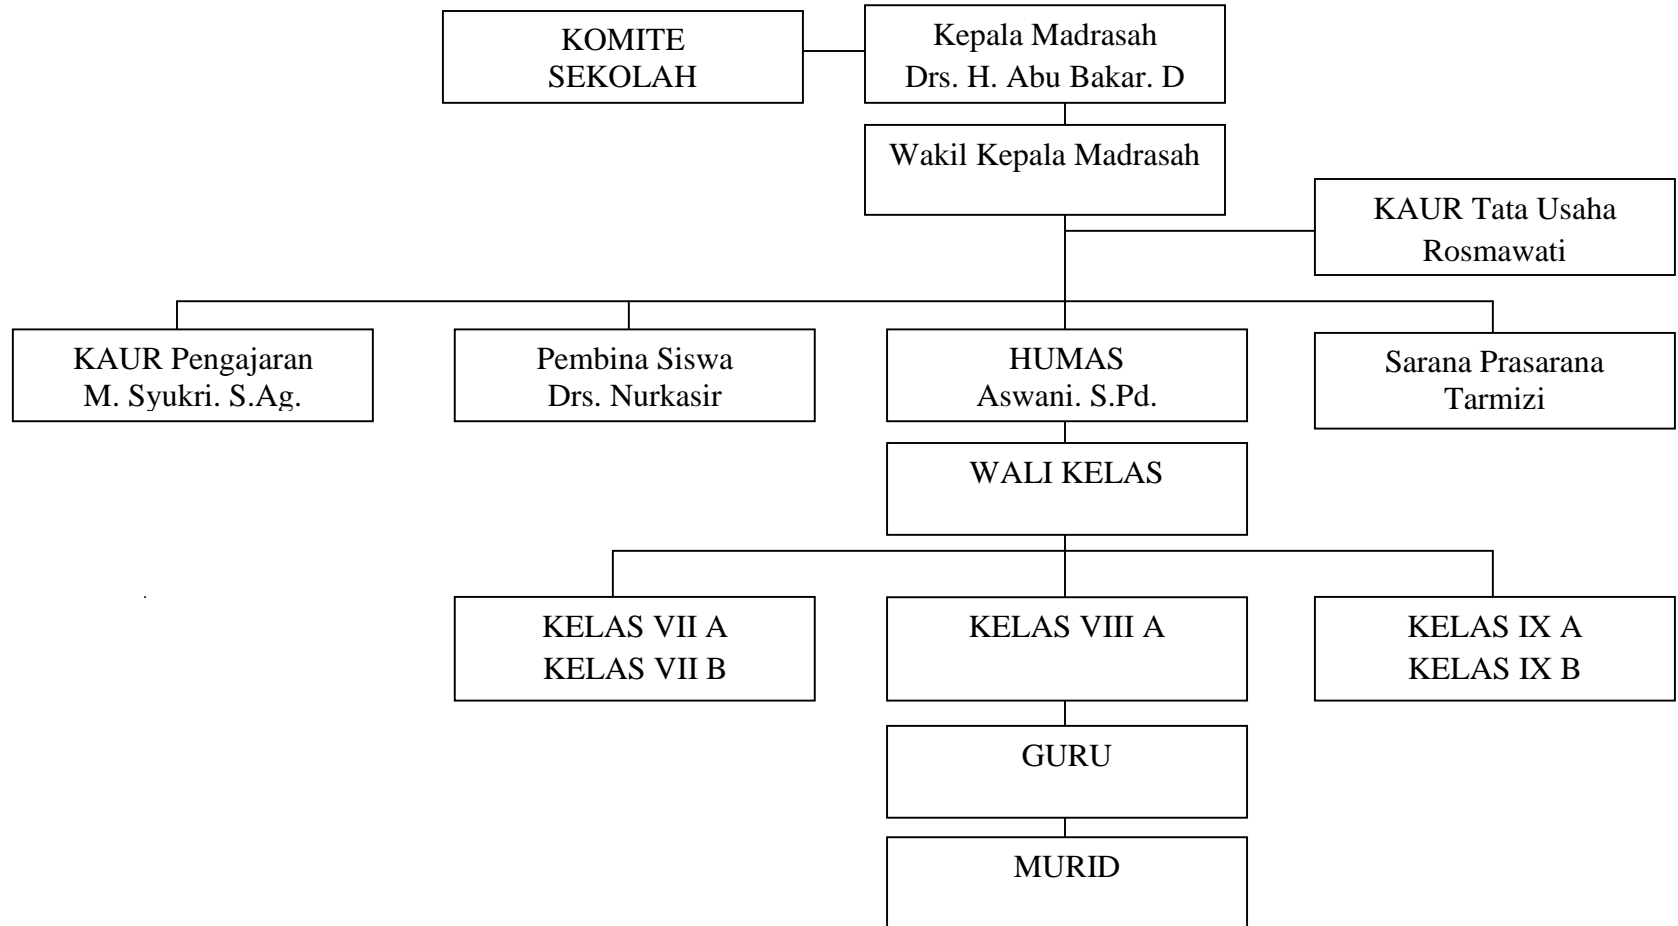 KOMITE
SEKOLAH
Kepala Madrasah
Drs. H. Abu Bakar. D
Wakil Kepala Madrasah
KAUR Tata Usaha
Rosmawati
KAUR Pengajaran
M. Syukri. S.Ag.
Pembina Siswa
Drs. Nurkasir
HUMAS
Aswani. S.Pd.
Sarana Prasarana
Tarmizi
WALI KELAS
KELAS VII A
KELAS VII B
KELAS VIII A
KELAS IX A
KELAS IX B
GURU
MURID